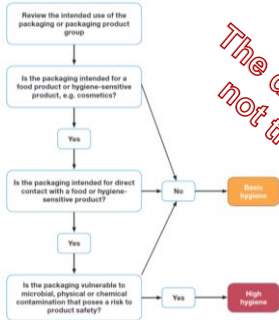 Review the intended use of the
packaging or packaging product
group
Is the packaging intended for a
food product or hygiene-sensitive
product, e.g. cosmetics?
Yes
Is the packaging intended for direct
contact with a food or hygiene-
sensitive product?
No
Basic
hygiene
Yes
Is the packaging vulnerable to
microbial, physical or chemical
contamination that poses a risk to
product safety?
Yes
High
hygiene
The
not